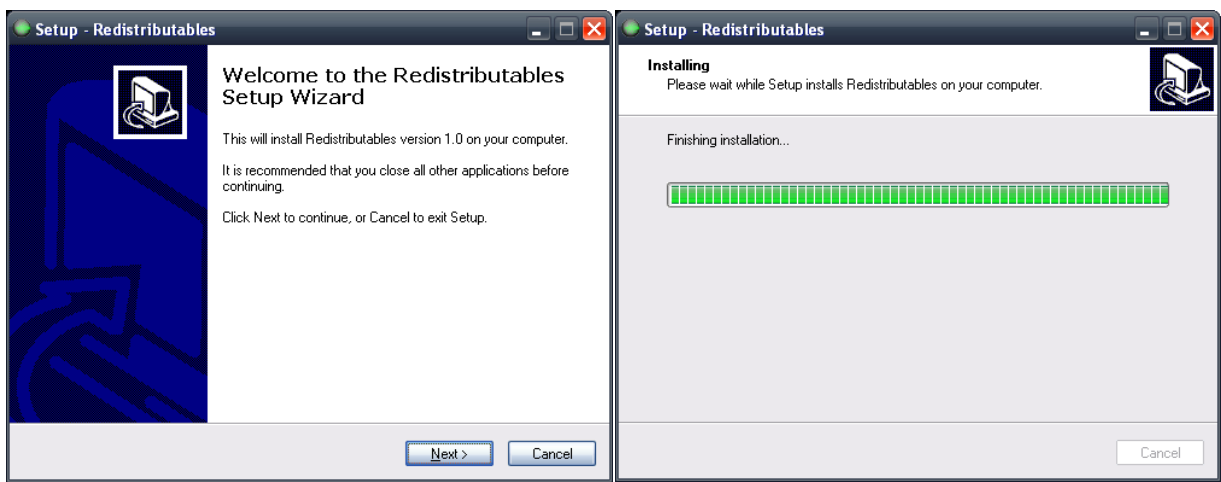 Setup - Redistributables
Welcome to the Redistributables
Setup Wizard
This will install Redistributables version 1.0 on your computer.
It is recommended that you close all other applications before
continuing.
Click Next to continue, or Cancel to exit Setup.
Next >
Cancel
Setup - Redistributables
Installing
Please wait while Setup installs Redistributables on your computer.
Finishing installation...
Cancel